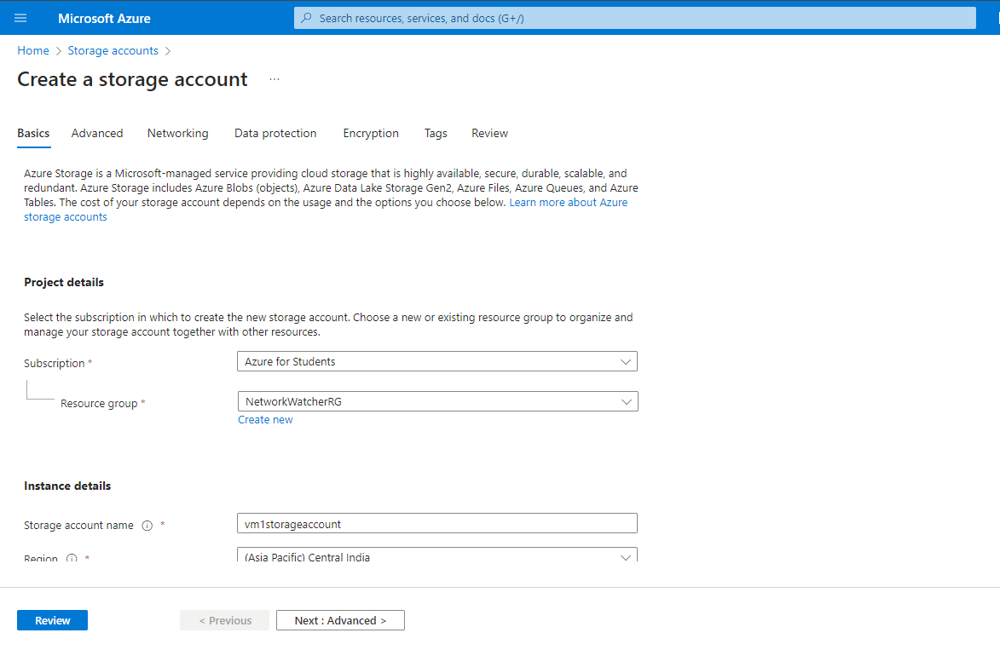 Microsoft Azure
Search resources, services, and docs (G+/)
Home > Storage accounts >
Create a storage account ...
Basics Advanced Networking Data protection Encryption Tags Review
Azure Storage is a Microsoft-managed service providing cloud storage that is highly available, secure, durable, scalable, and
redundant. Azure Storage includes Azure Blobs (objects), Azure Data Lake Storage Gen2, Azure Files, Azure Queues, and Azure
Tables. The cost of your storage account depends on the usage and the options you choose below. Learn more about Azure
storage accounts
Project details
Select the subscription in which to create the new storage account. Choose a new or existing resource group to organize and
manage your storage account together with other resources.
Subscription * Azure for Students
Resource group * NetworkWatcherRG
Create new
Instance details
Storage account name * vm1storageaccount
Region * (Asia Pacific) Central India
Review < Previous Next : Advanced >